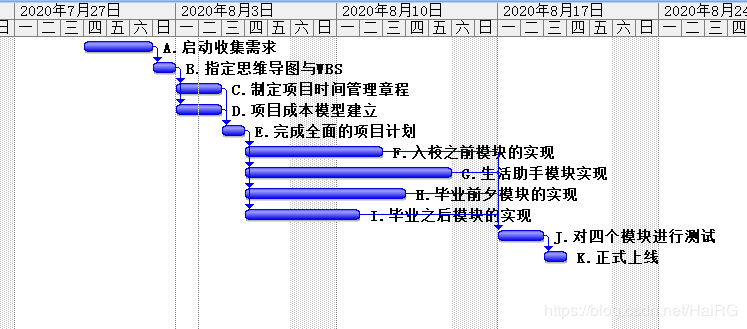 2020年7月27日 2020年8月3日 2020年8月10日 2020年8月17日 2020年8月24
日 一 二 三 四 五 六 日 一 二 三 四 五 六 日 一 二 三 四 五 六 日 一 二 三 四 五 六 日 一 二 三
A.启动收集需求
B.指定思维导图与WBS
C.制定项目时间管理章程
D.项目成本模型建立
E.完成全面的项目计划
F.入校之前模块的实现
G.生活助手模块实现
H.毕业前夕模块的实现
I.毕业之后模块的实现
J.对四个模块进行测试
K.正式上线
https://blog.csdn.net/HaiRG